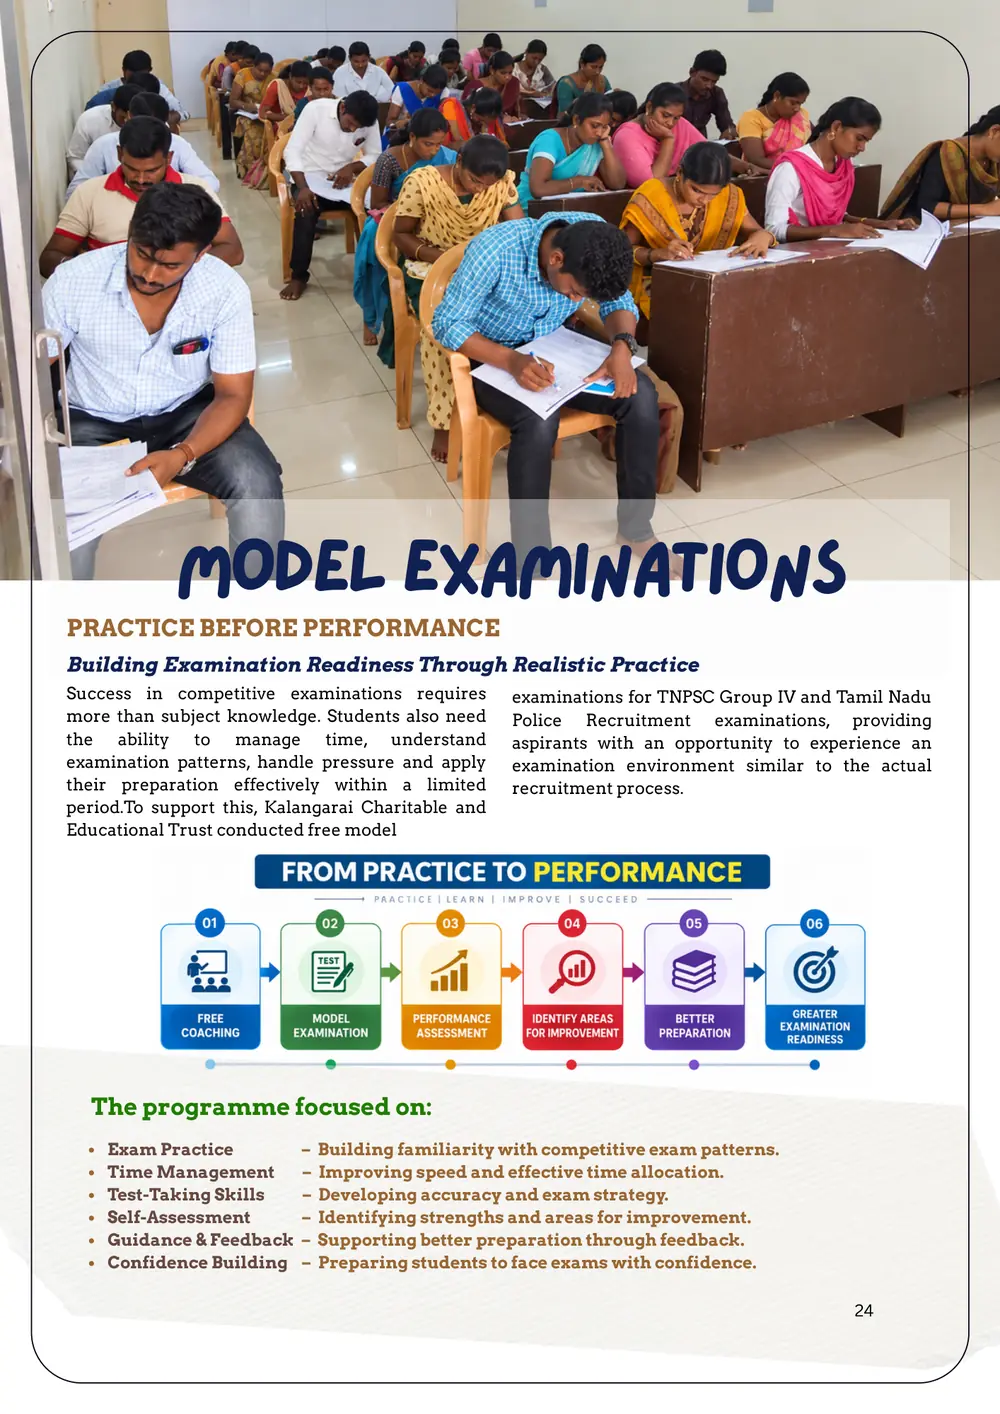 MODEL EXAMINATIONS
PRACTICE BEFORE PERFORMANCE
Building Examination Readiness Through Realistic Practice
Success in competitive examinations requires
more than subject knowledge. Students also need
the ability to manage time, understand
examination patterns, handle pressure and apply
their preparation effectively within a limited
period.To support this, Kalangarai Charitable and
Educational Trust conducted free model
examinations for TNPSC Group IV and Tamil Nadu
Police Recruitment examinations, providing
aspirants with an opportunity to experience an
examination environment similar to the actual
recruitment process.
FROM PRACTICE TO PERFORMANCE
PRACTICE | LEARN | IMPROVE | SUCCEED
01
FREE
COACHING
02
TEST
MODEL
EXAMINATION
03
PERFORMANCE
ASSESSMENT
04
IDENTIFY AREAS
FOR IMPROVEMENT
05
BETTER
PREPARATION
06
GREATER
EXAMINATION
READINESS
The programme focused on:
• Exam Practice – Building familiarity with competitive exam patterns.
• Time Management – Improving speed and effective time allocation.
• Test-Taking Skills – Developing accuracy and exam strategy.
• Self-Assessment – Identifying strengths and areas for improvement.
• Guidance & Feedback – Supporting better preparation through feedback.
• Confidence Building – Preparing students to face exams with confidence.
24